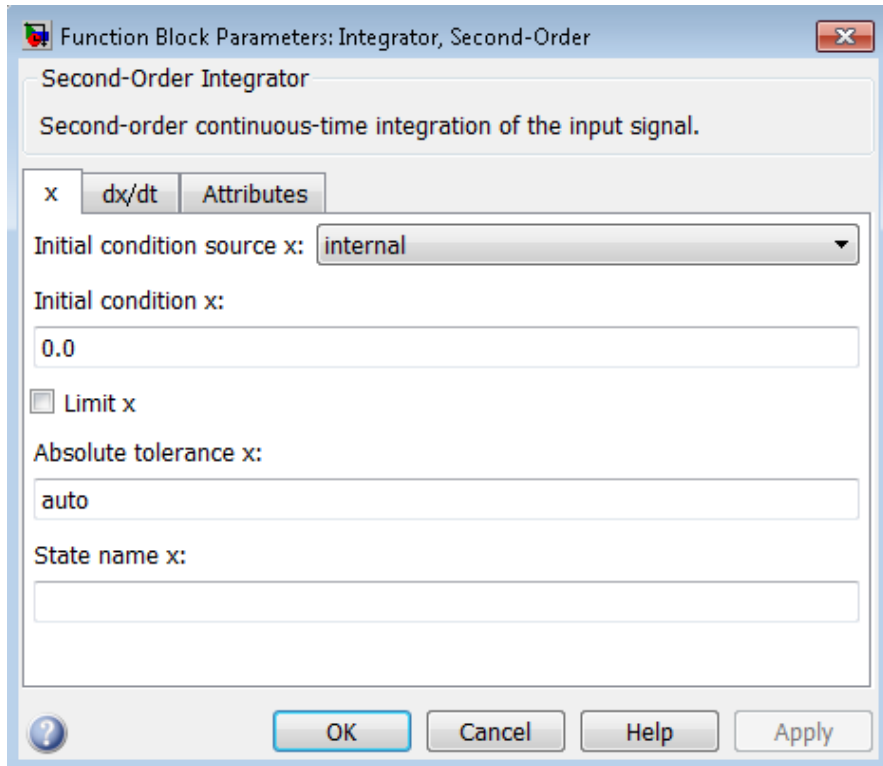 Function Block Parameters: Integrator, Second-Order
Second-Order Integrator
Second-order continuous-time integration of the input signal.
x dx/dt Attributes
Initial condition source x: internal
Initial condition x:
0.0
Limit x
Absolute tolerance x:
auto
State name x:
? OK Cancel Help Apply